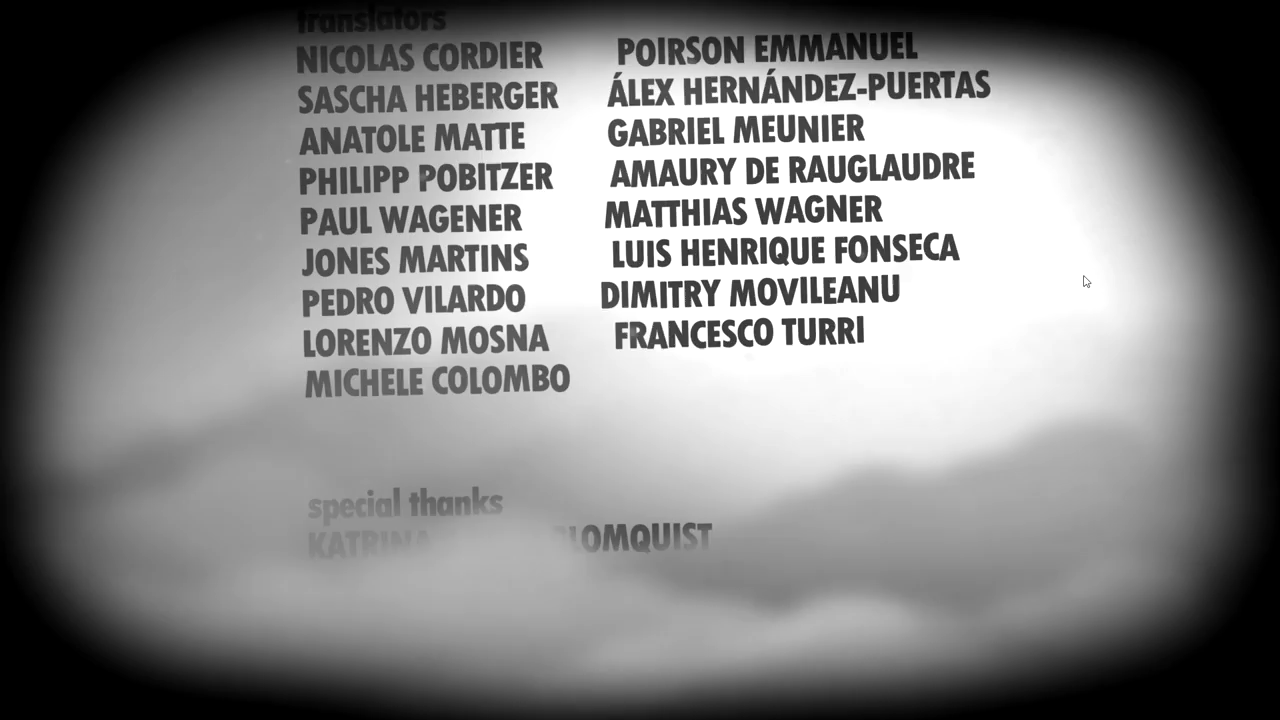 translators
NICOLAS CORDIER POIRSON EMMANUEL
SASCHA HEBERGER ÁLEX HERNÁNDEZ-PUERTAS
ANATOLE MATTE GABRIEL MEUNIER
PHILIPP POBITZER AMAURY DE RAUGLAUDRE
PAUL WAGENER MATTHIAS WAGNER
JONES MARTINS LUIS HENRIQUE FONSECA
PEDRO VILARDO DIMITRY MOVILEANU
LORENZO MOSNA FRANCESCO TURRI
MICHELE COLOMBO
special thanks
KATRINA